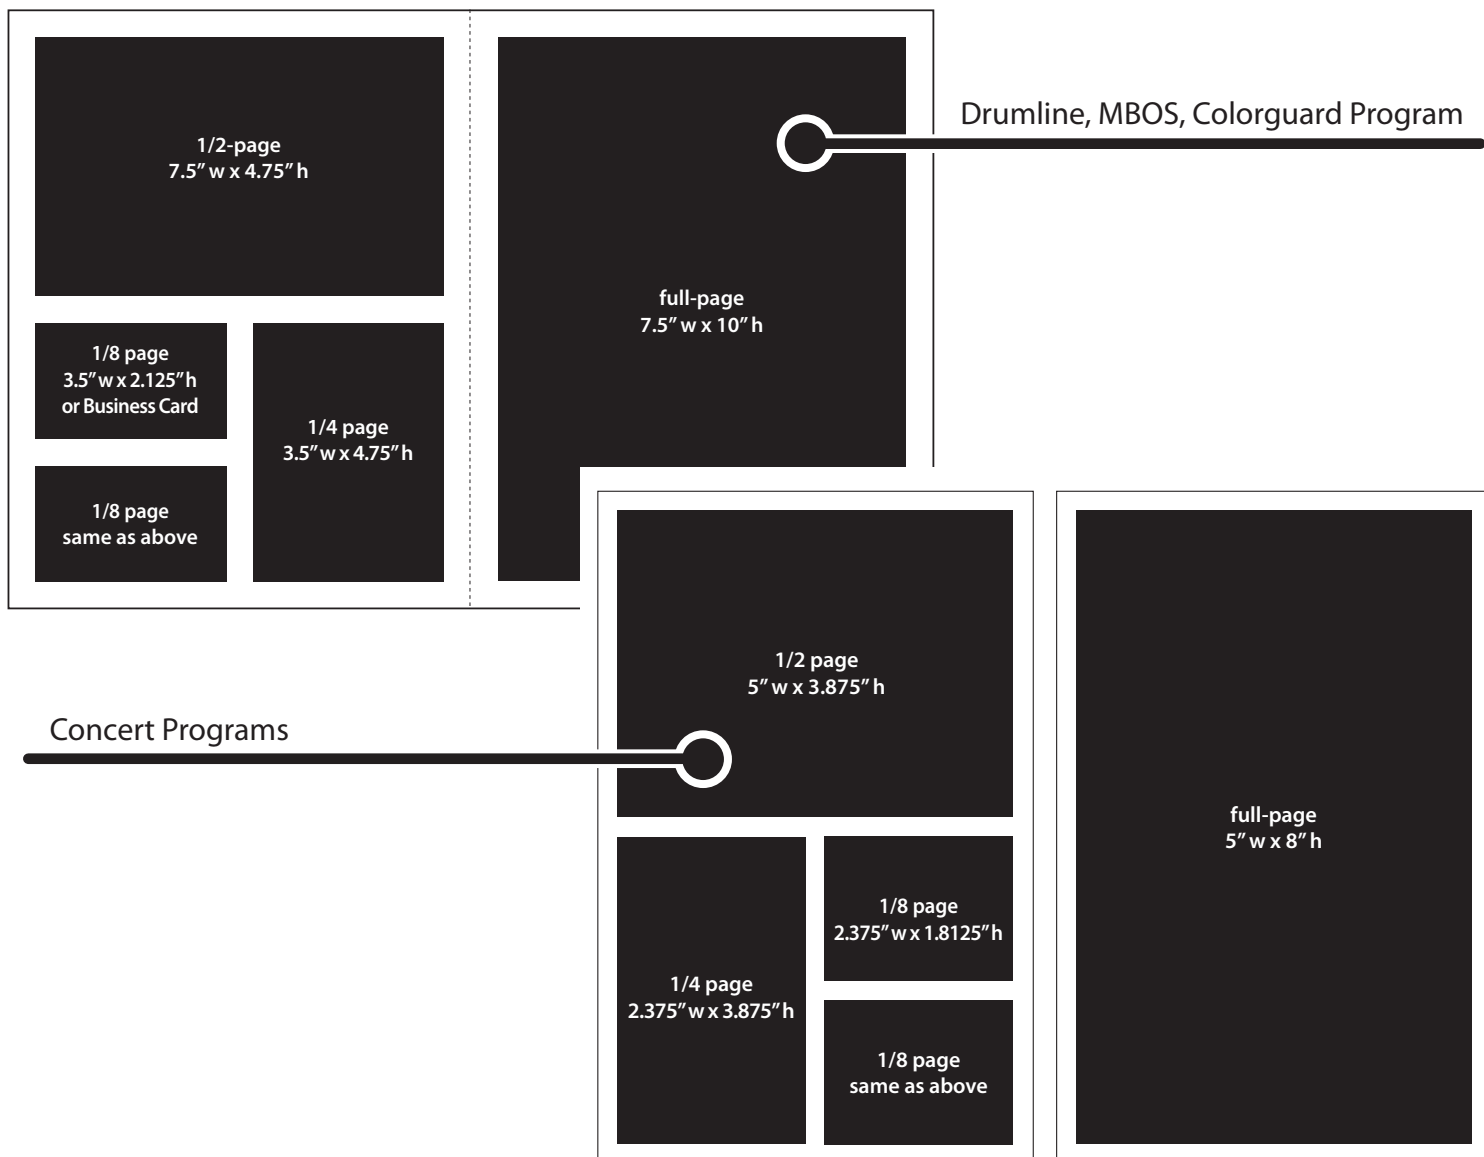 1/2-page
7.5” w x 4.75” h
Drumline, MBOS, Colorguard Program
full-page
7.5” w x 10” h
1/8 page
3.5” w x 2.125” h
or Business Card
1/4 page
3.5” w x 4.75” h
1/8 page
same as above
1/2 page
5” w x 3.875” h
Concert Programs
full-page
5” w x 8” h
1/8 page
2.375” w x 1.8125” h
1/4 page
2.375” w x 3.875” h
1/8 page
same as above